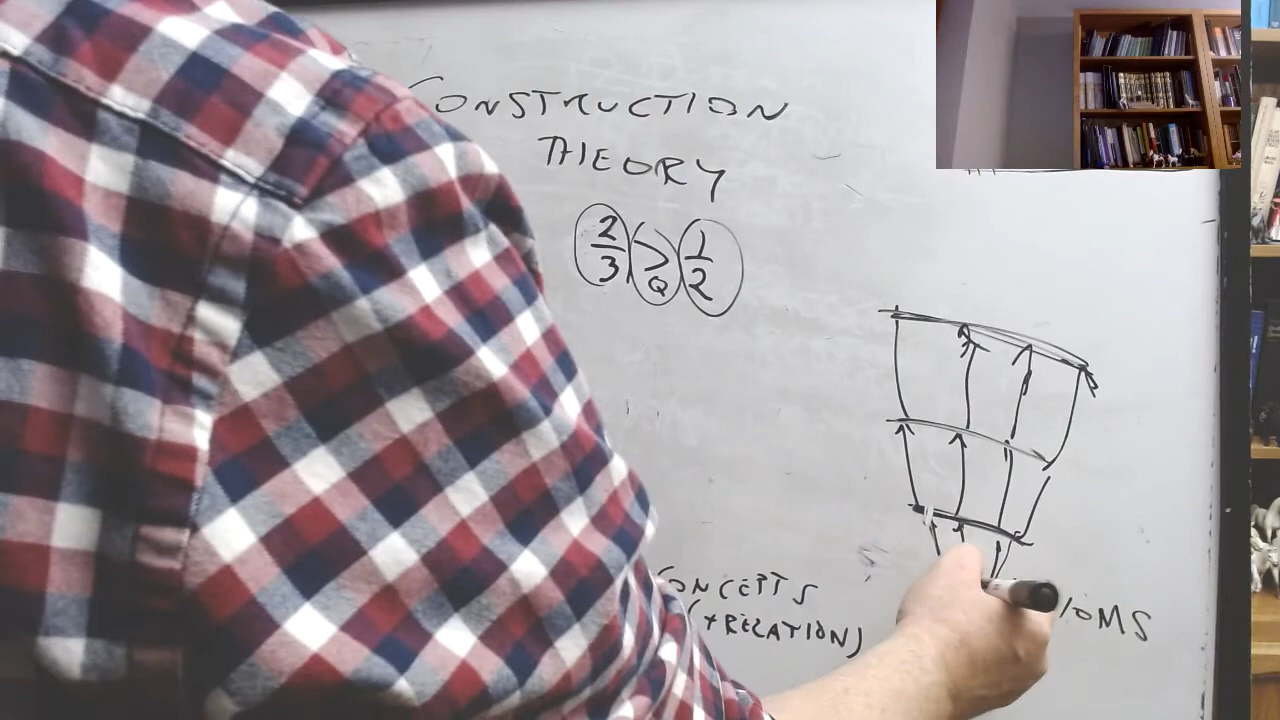 CONSTRUCTION
THEORY
2/3 >Q 1/2
CONCEPTS
(+RELATION)
IOMS